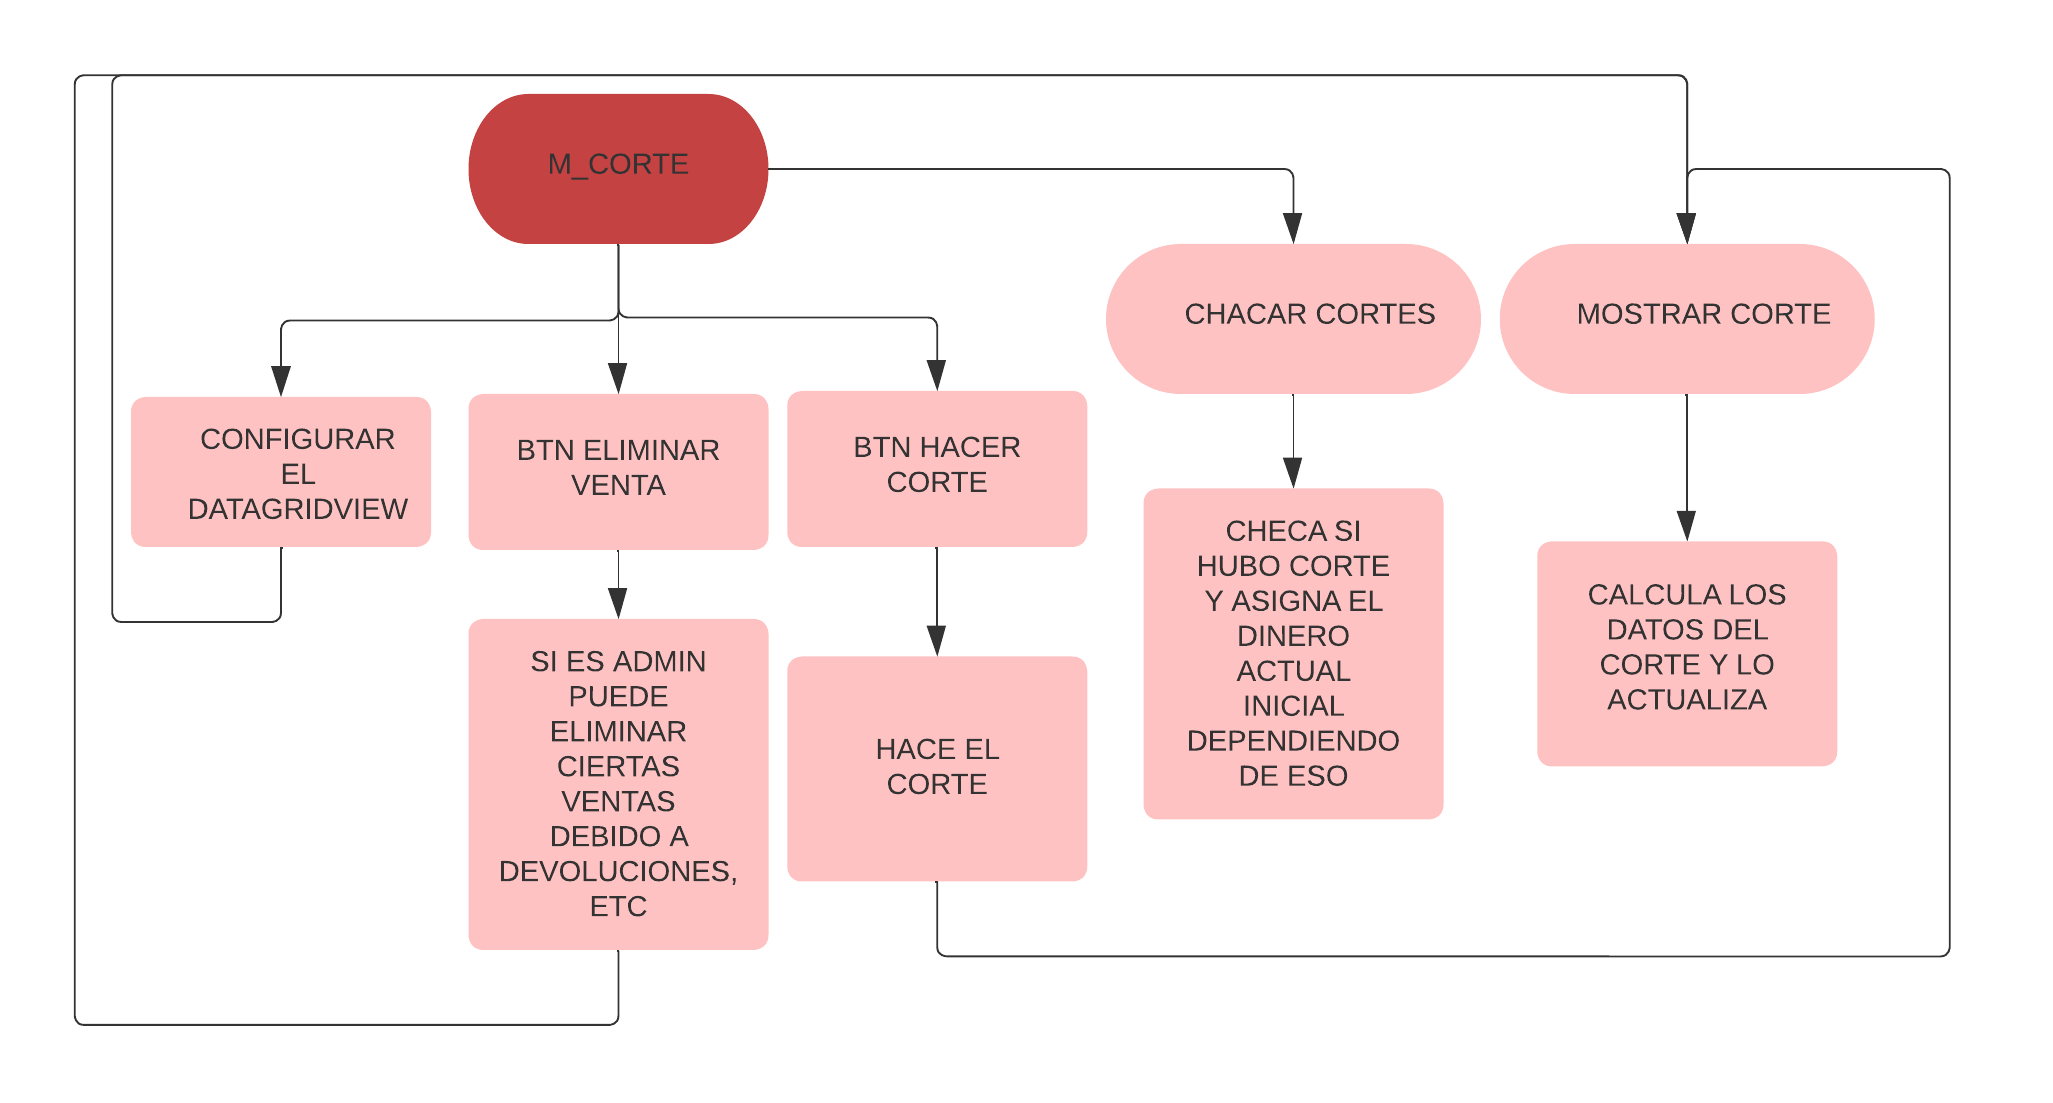 M_CORTE
CHACAR CORTES
MOSTRAR CORTE
CONFIGURAR
EL
DATAGRIDVIEW
BTN ELIMINAR
VENTA
BTN HACER
CORTE
SI ES ADMIN
PUEDE
ELIMINAR
CIERTAS
VENTAS
DEBIDO A
DEVOLUCIONES,
ETC
HACE EL
CORTE
CHECA SI
HUBO CORTE
Y ASIGNA EL
DINERO
ACTUAL
INICIAL
DEPENDIENDO
DE ESO
CALCULA LOS
DATOS DEL
CORTE Y LO
ACTUALIZA